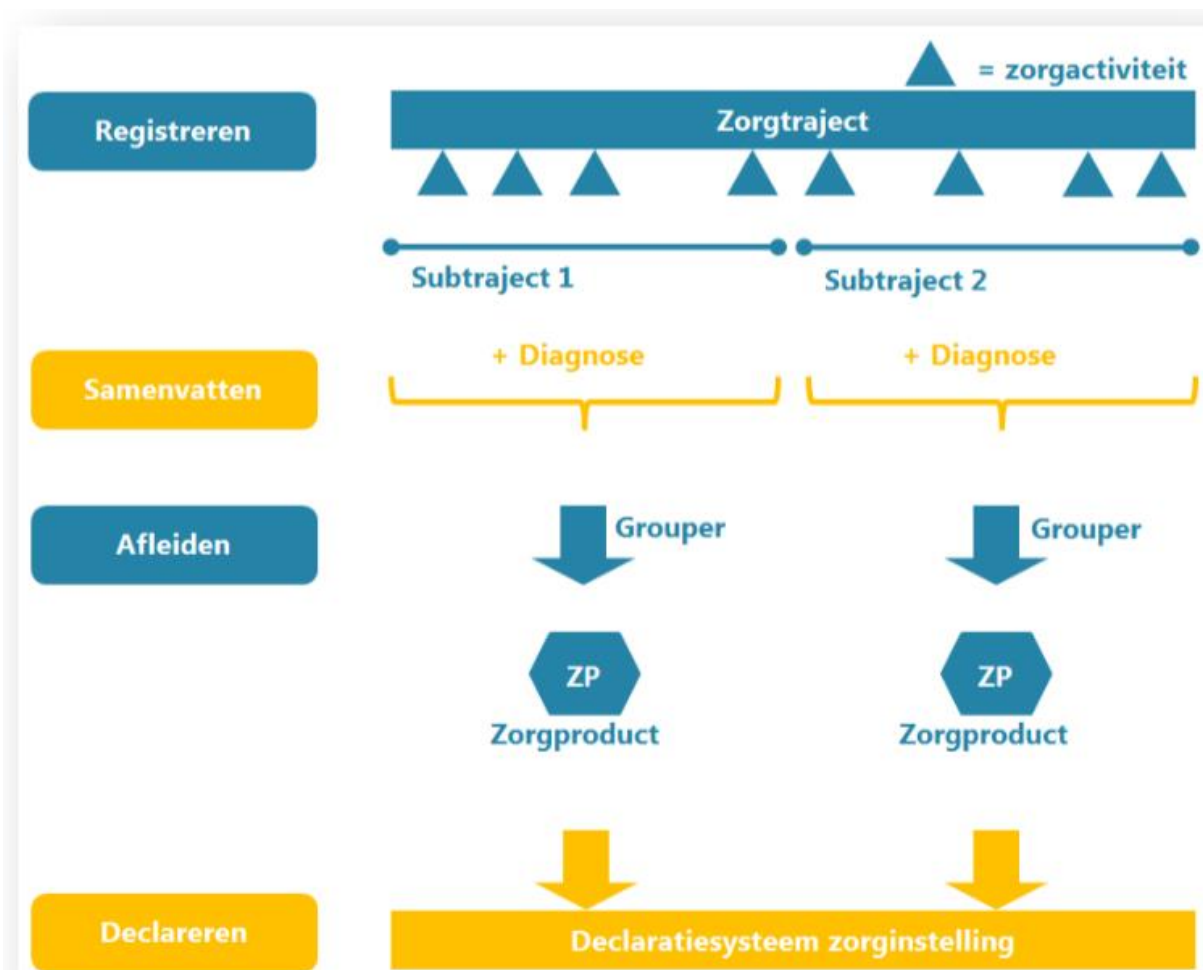 = zorgactiviteit
Registreren
Zorgtraject
Subtraject 1
Subtraject 2
+ Diagnose
+ Diagnose
Samenvatten
Afleiden
Grouper
Grouper
ZP
ZP
Zorgproduct
Zorgproduct
Declareren
Declaratiesysteem zorginstelling